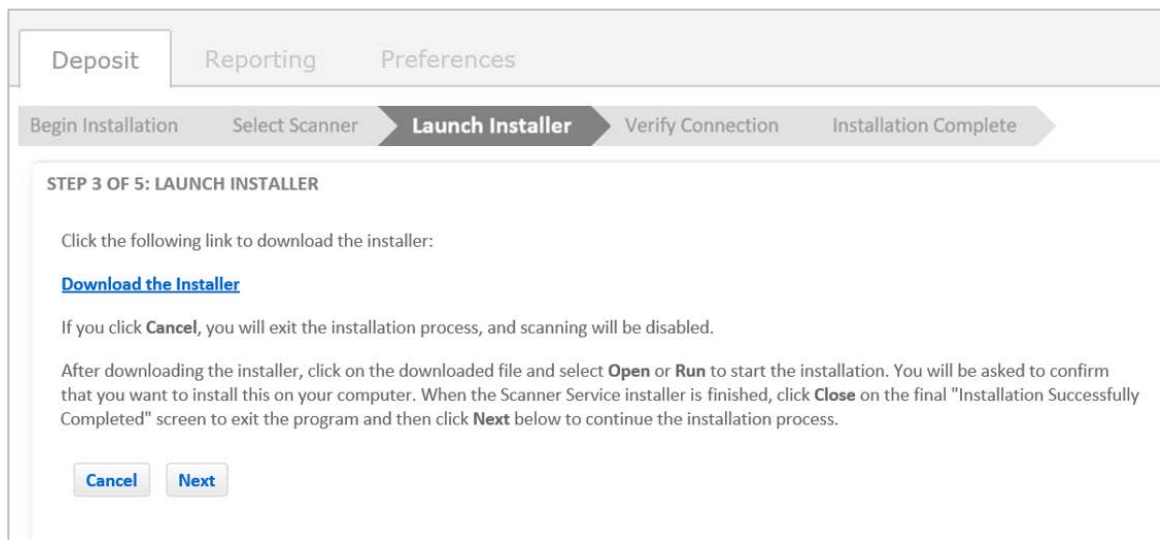 Deposit Reporting Preferences
Begin Installation Select Scanner Launch Installer Verify Connection Installation Complete
STEP 3 OF 5: LAUNCH INSTALLER
Click the following link to download the installer:
Download the Installer
If you click Cancel, you will exit the installation process, and scanning will be disabled.
After downloading the installer, click on the downloaded file and select Open or Run to start the installation. You will be asked to confirm
that you want to install this on your computer. When the Scanner Service installer is finished, click Close on the final "Installation Successfully
Completed" screen to exit the program and then click Next below to continue the installation process.
Cancel Next